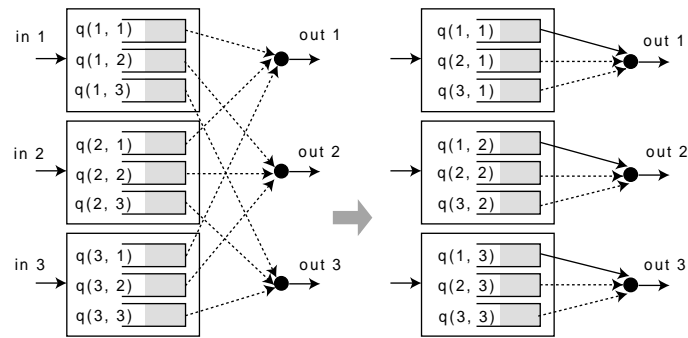 in 1
q(1, 1)
q(1, 2)
q(1, 3)
out 1
in 2
q(2, 1)
q(2, 2)
q(2, 3)
out 2
in 3
q(3, 1)
q(3, 2)
q(3, 3)
out 3
q(1, 1)
q(2, 1)
q(3, 1)
out 1
q(1, 2)
q(2, 2)
q(3, 2)
out 2
q(1, 3)
q(2, 3)
q(3, 3)
out 3